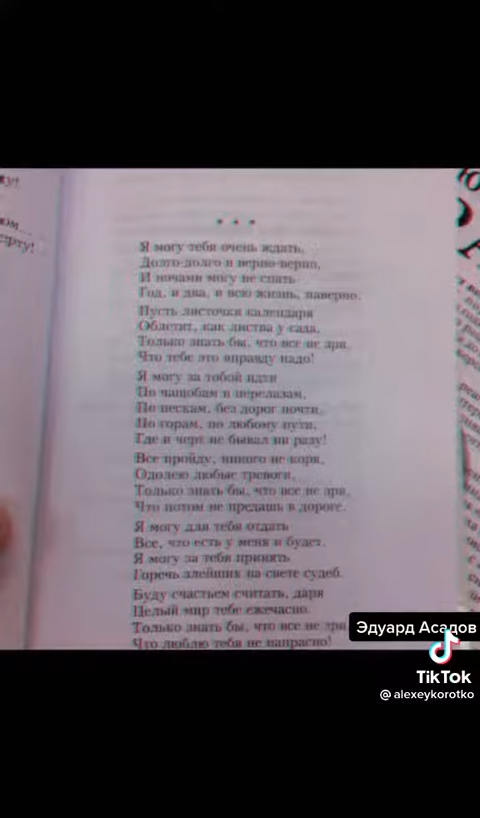 * * *
Я могу тебя очень ждать,
Долго-долго и верно-верно,
И ночами могу не спать
Год, и два, и всю жизнь, наверно.
Пусть листочки календаря
Облетят, как листва у сада,
Только знать бы, что все не зря,
Что тебе это вправду надо!
Я могу за тобой идти
По чащобам и перелазам,
По пескам, без дорог почти,
По горам, по любому пути,
Где и черт не бывал ни разу!
Все пройду, никого не коря,
Одолею любые тревоги,
Только знать бы, что все не зря,
Что потом не предашь в дороге.
Я могу для тебя отдать
Все, что есть у меня и будет.
Я могу за тебя принять
Горечь злейших на свете судеб.
Буду счастьем считать, даря
Целый мир тебе ежечасно.
Только знать бы, что все не зря,
Что люблю тебя не напрасно!
Эдуард Асадов
TikTok
@alexeykorotko